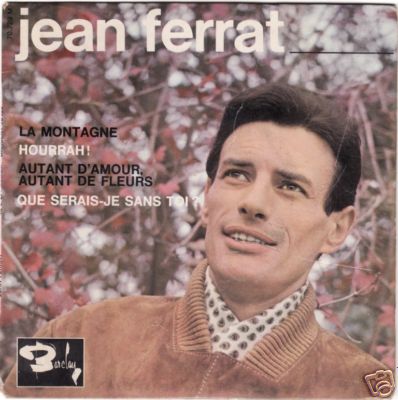 jean ferrat
LA MONTAGNE
HOURRAH!
AUTANT D'AMOUR,
AUTANT DE FLEURS
QUE SERAIS-JE SANS TOI?
Barclay